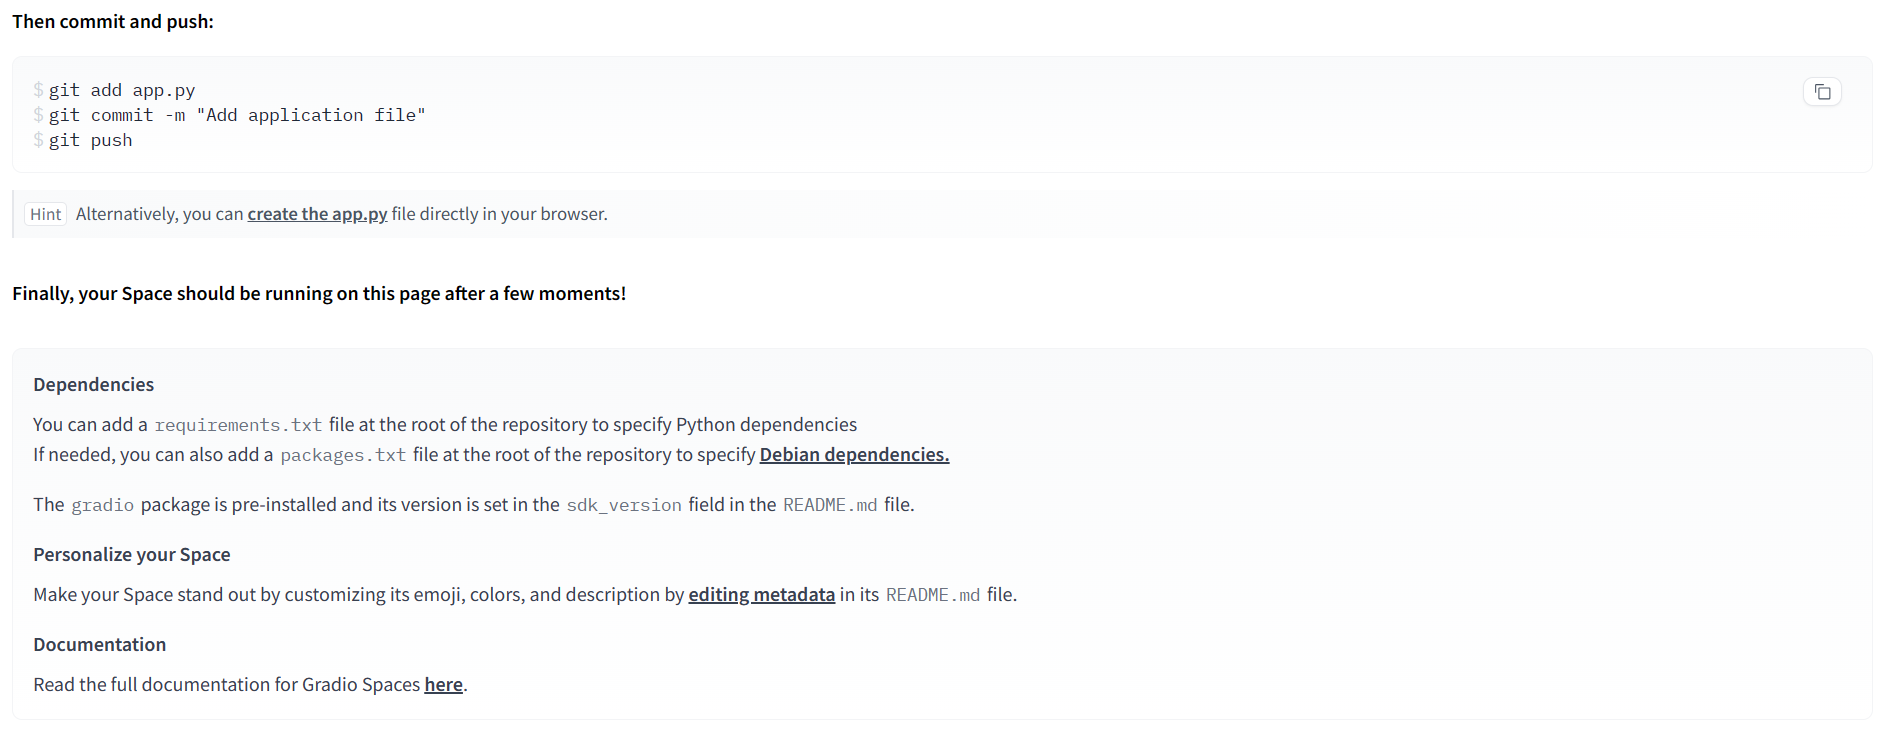 Then commit and push:
$ git add app.py
$ git commit -m "Add application file"
$ git push
Hint Alternatively, you can create the app.py file directly in your browser.
Finally, your Space should be running on this page after a few moments!
Dependencies
You can add a requirements.txt file at the root of the repository to specify Python dependencies
If needed, you can also add a packages.txt file at the root of the repository to specify Debian dependencies.
The gradio package is pre-installed and its version is set in the sdk_version field in the README.md file.
Personalize your Space
Make your Space stand out by customizing its emoji, colors, and description by editing metadata in its README.md file.
Documentation
Read the full documentation for Gradio Spaces here.